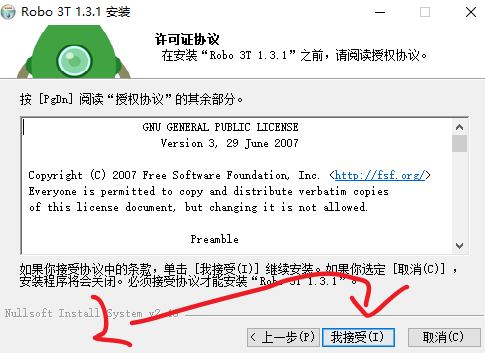 Robo 3T 1.3.1 安装
许可证协议
在安装“Robo 3T 1.3.1”之前，请阅读授权协议。
按 [PgDn] 阅读“授权协议”的其余部分。
GNU GENERAL PUBLIC LICENSE
Version 3, 29 June 2007
Copyright (C) 2007 Free Software Foundation, Inc. <http://fsf.org/>
Everyone is permitted to copy and distribute verbatim copies
of this license document, but changing it is not allowed.
Preamble
如果你接受协议中的条款，单击 [我接受(I)] 继续安装。如果你选定 [取消(C)] ，
安装程序将会关闭。必须接受协议才能安装“Robo 3T 1.3.1”。
Nullsoft Install System
< 上一步(P)
我接受(I)
取消(C)